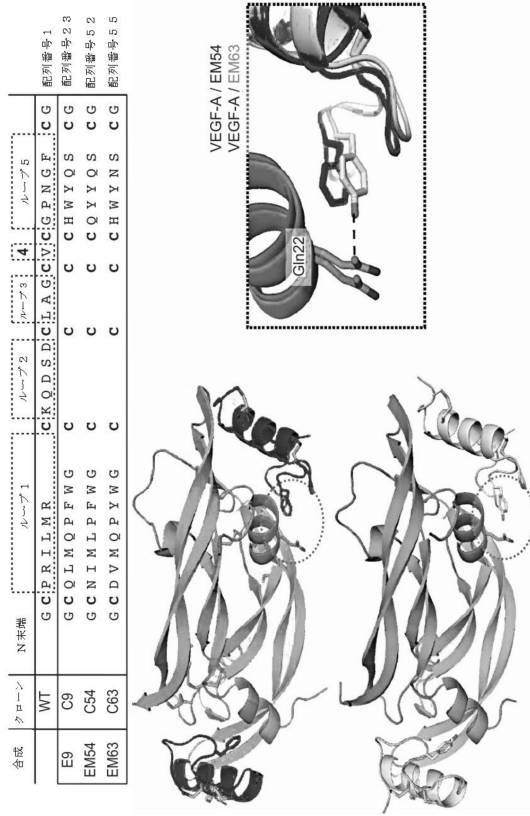 合成 クローン N末端 ループ1 ループ2 ループ3 4 ループ5
WT G C P R I L M R C K Q D S D C L A G C V C G P N G F C G 配列番号1
E9 C9 G C Q L M Q P F W G C C C H W Y Q S C G 配列番号23
EM54 C54 G C N I M L P F W G C C C Q Y Y Q S C G 配列番号52
EM63 C63 G C D V M Q P Y W G C C C H W Y N S C G 配列番号55
VEGF-A / EM54
VEGF-A / EM63
Gln22